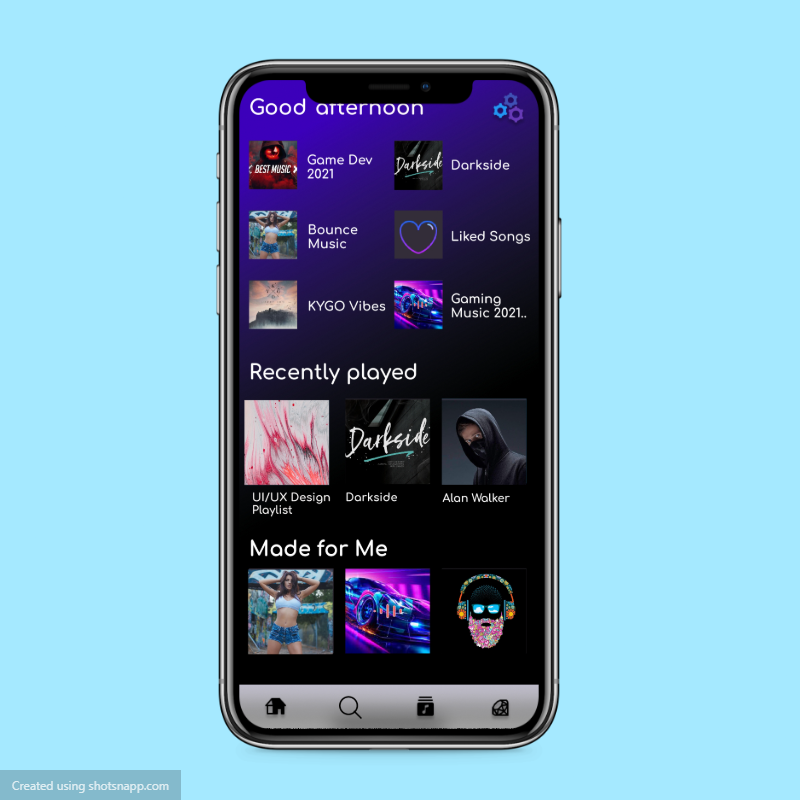 Good afternoon
BEST MUSIC
Game Dev
2021
Darkside
Darkside
Bounce
Music
Liked Songs
KYGO Vibes
Gaming
Music 2021..
Recently played
Darkside
UI/UX Design
Playlist
Darkside
Alan Walker
Made for Me
Created using shotsnapp.com